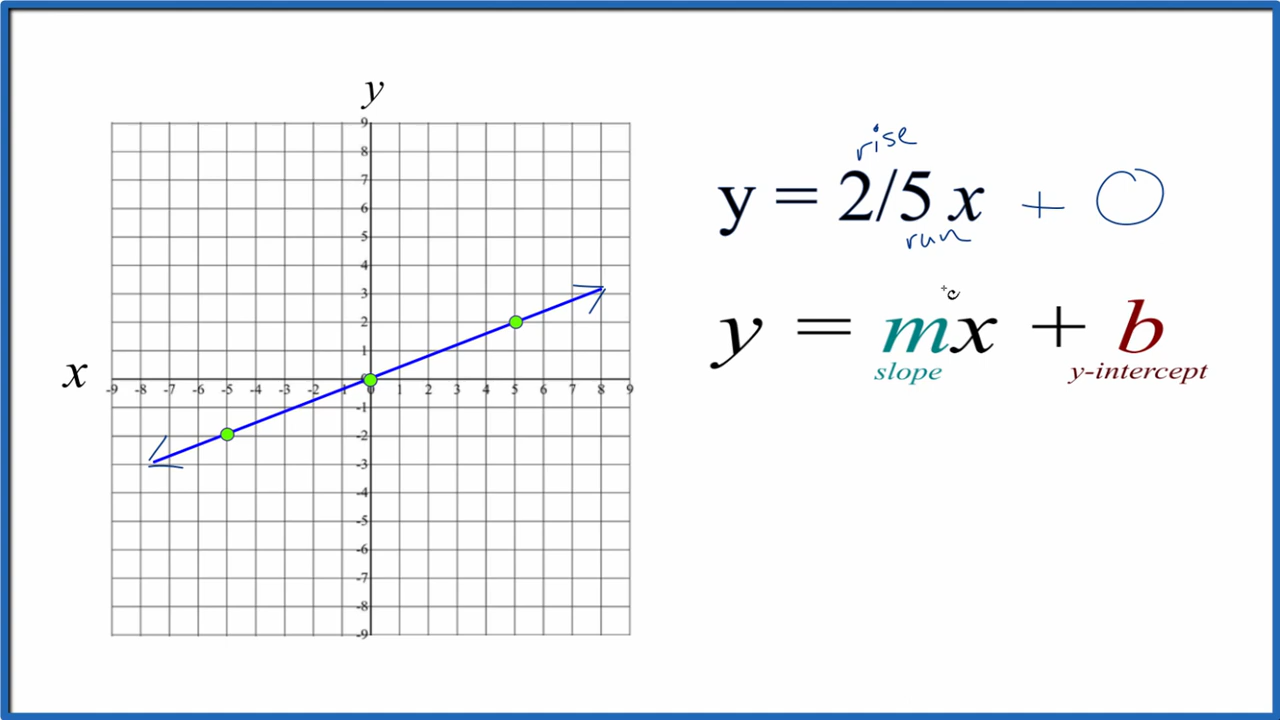 y
9
8
7
6
5
4
3
2
1
x
-9 -8 -7 -6 -5 -4 -3 -2 -1 0 1 2 3 4 5 6 7 8 9
-1
-2
-3
-4
-5
-6
-7
-8
-9
rise
y = 2/5 x + 0
run
y = mx + b
slope y-intercept